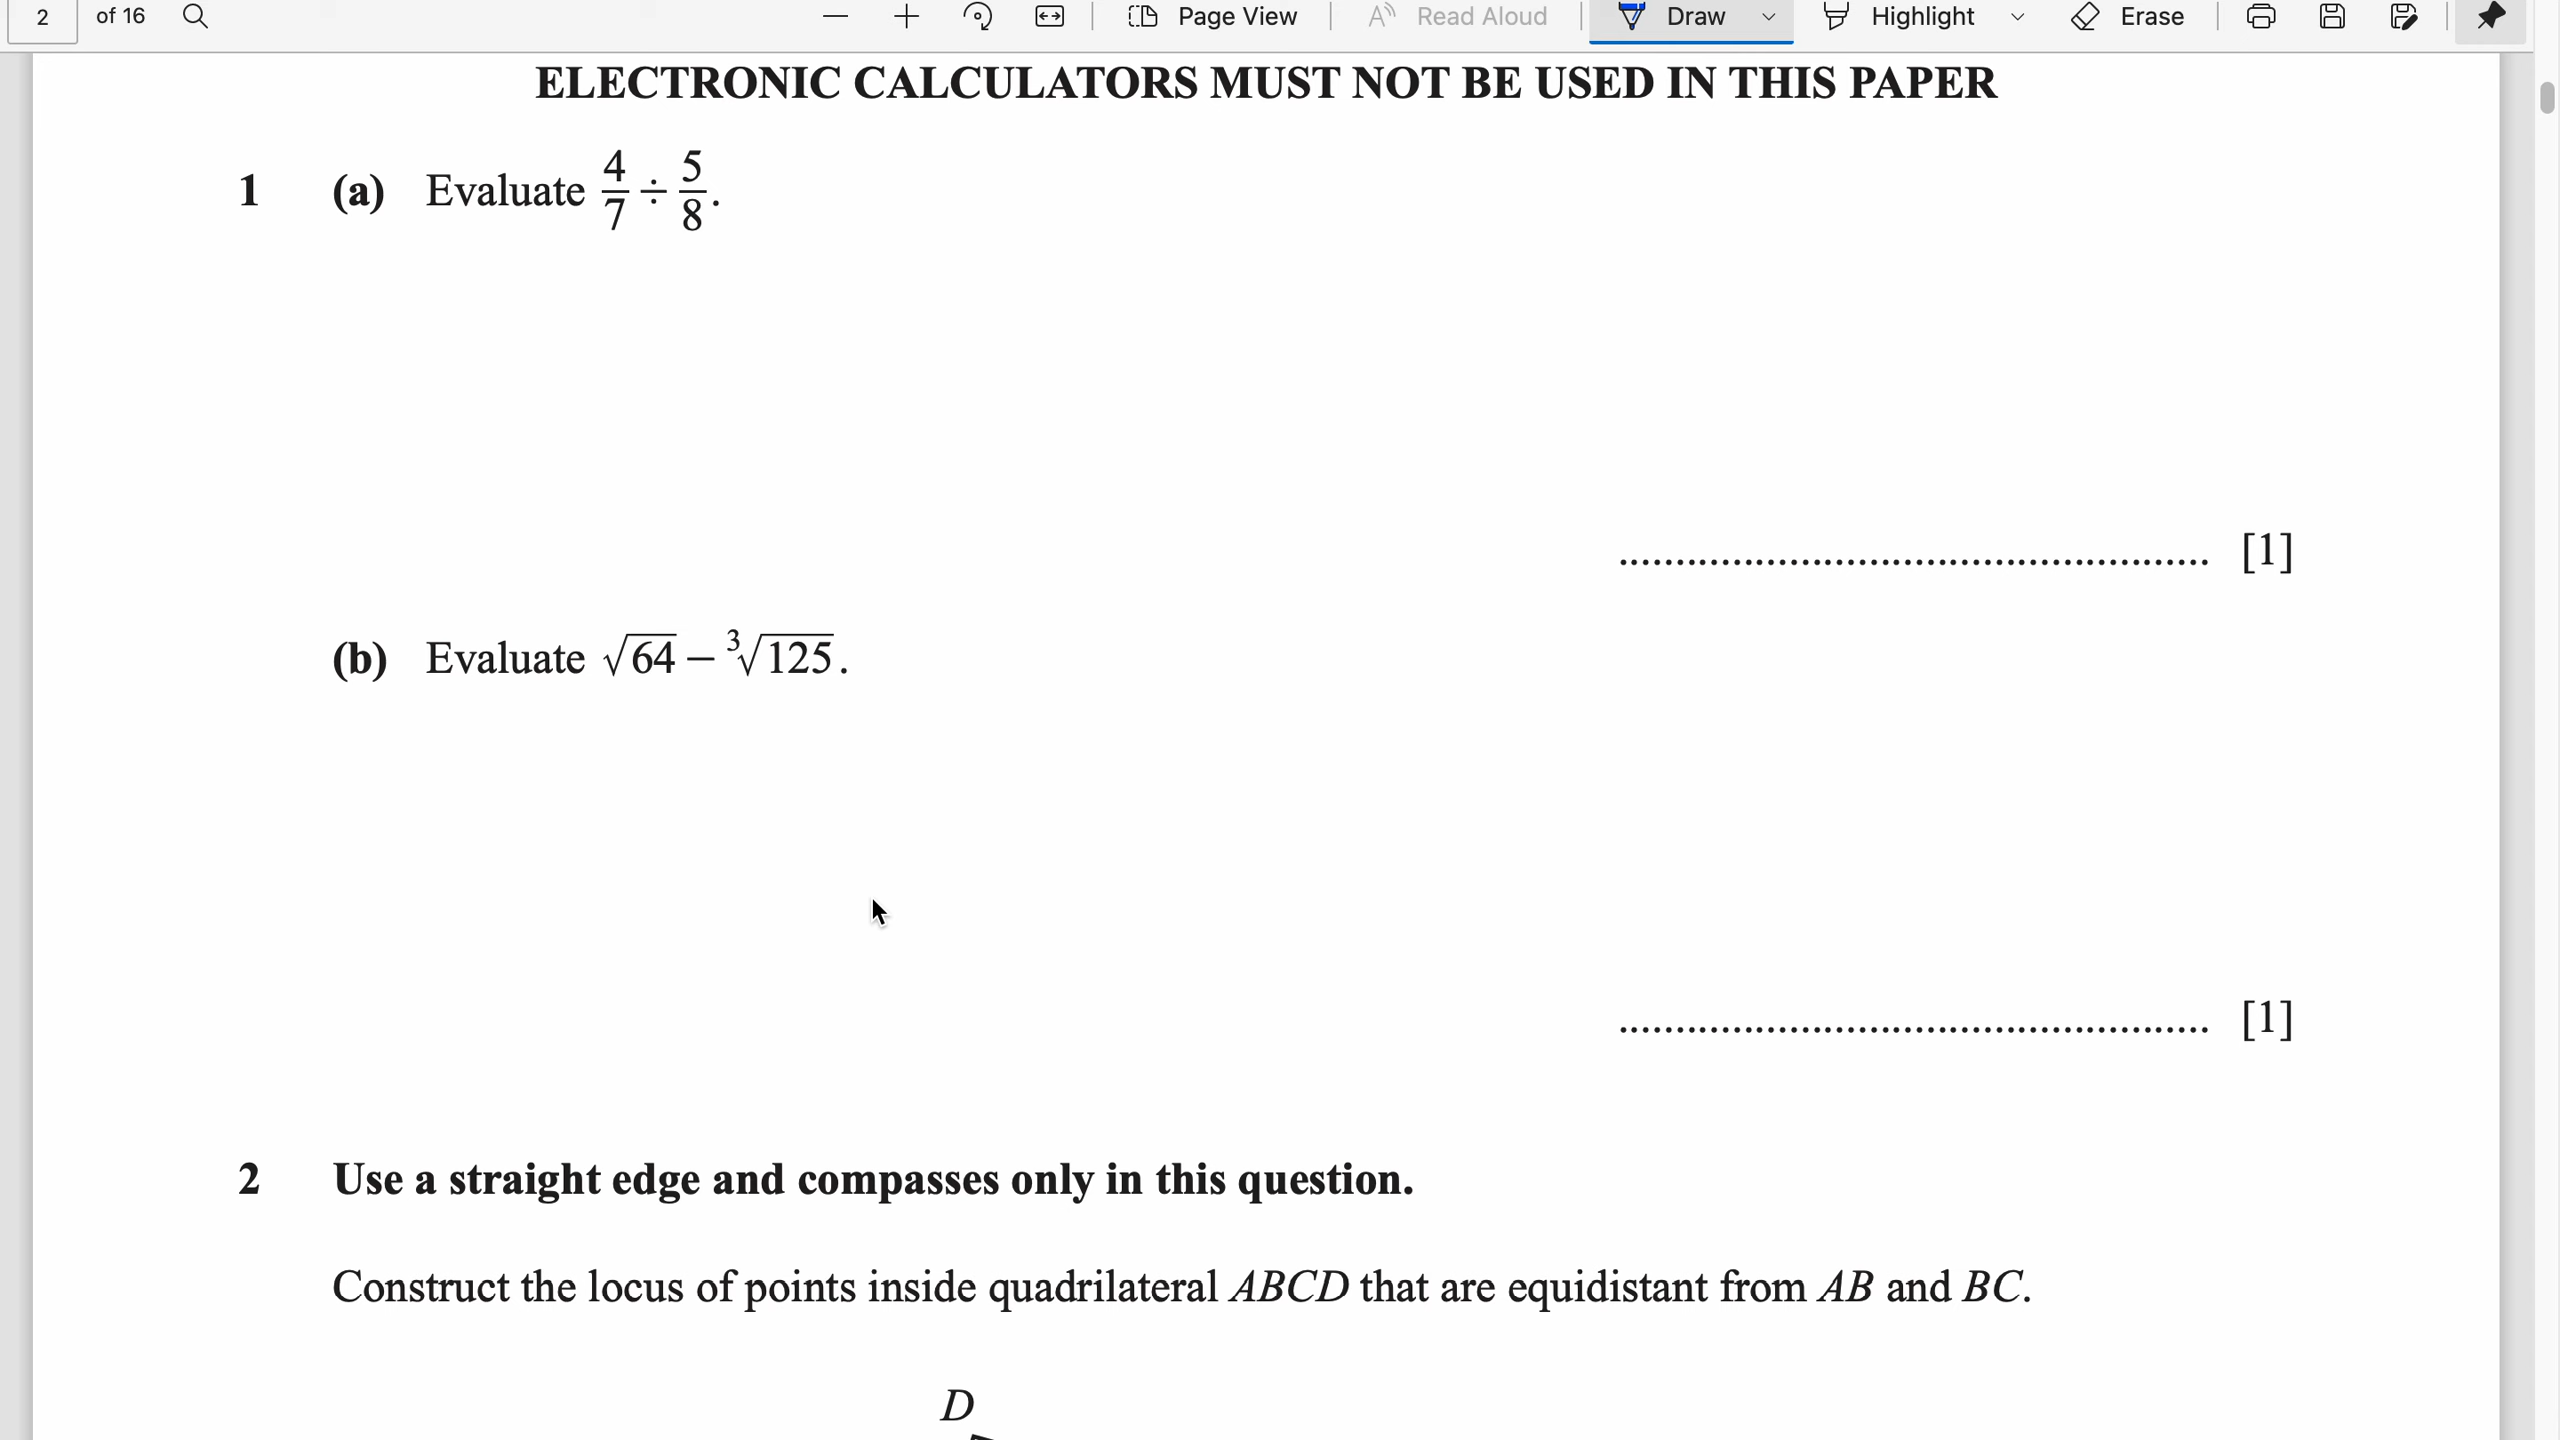 2 of 16 Page View Read Aloud Draw Highlight Erase
ELECTRONIC CALCULATORS MUST NOT BE USED IN THIS PAPER
1 (a) Evaluate 4/7 ÷ 5/8.
.................................................... [1]
(b) Evaluate √64 – ³√125.
.................................................... [1]
2 Use a straight edge and compasses only in this question.
Construct the locus of points inside quadrilateral ABCD that are equidistant from AB and BC.
D